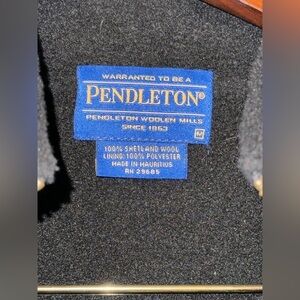 WARRANTED TO BE A
PENDLETON®
PENDLETON WOOLEN MILLS
SINCE 1863
M
100% SHETLAND WOOL
LINING: 100% POLYESTER
MADE IN MAURITIUS
RN 29685